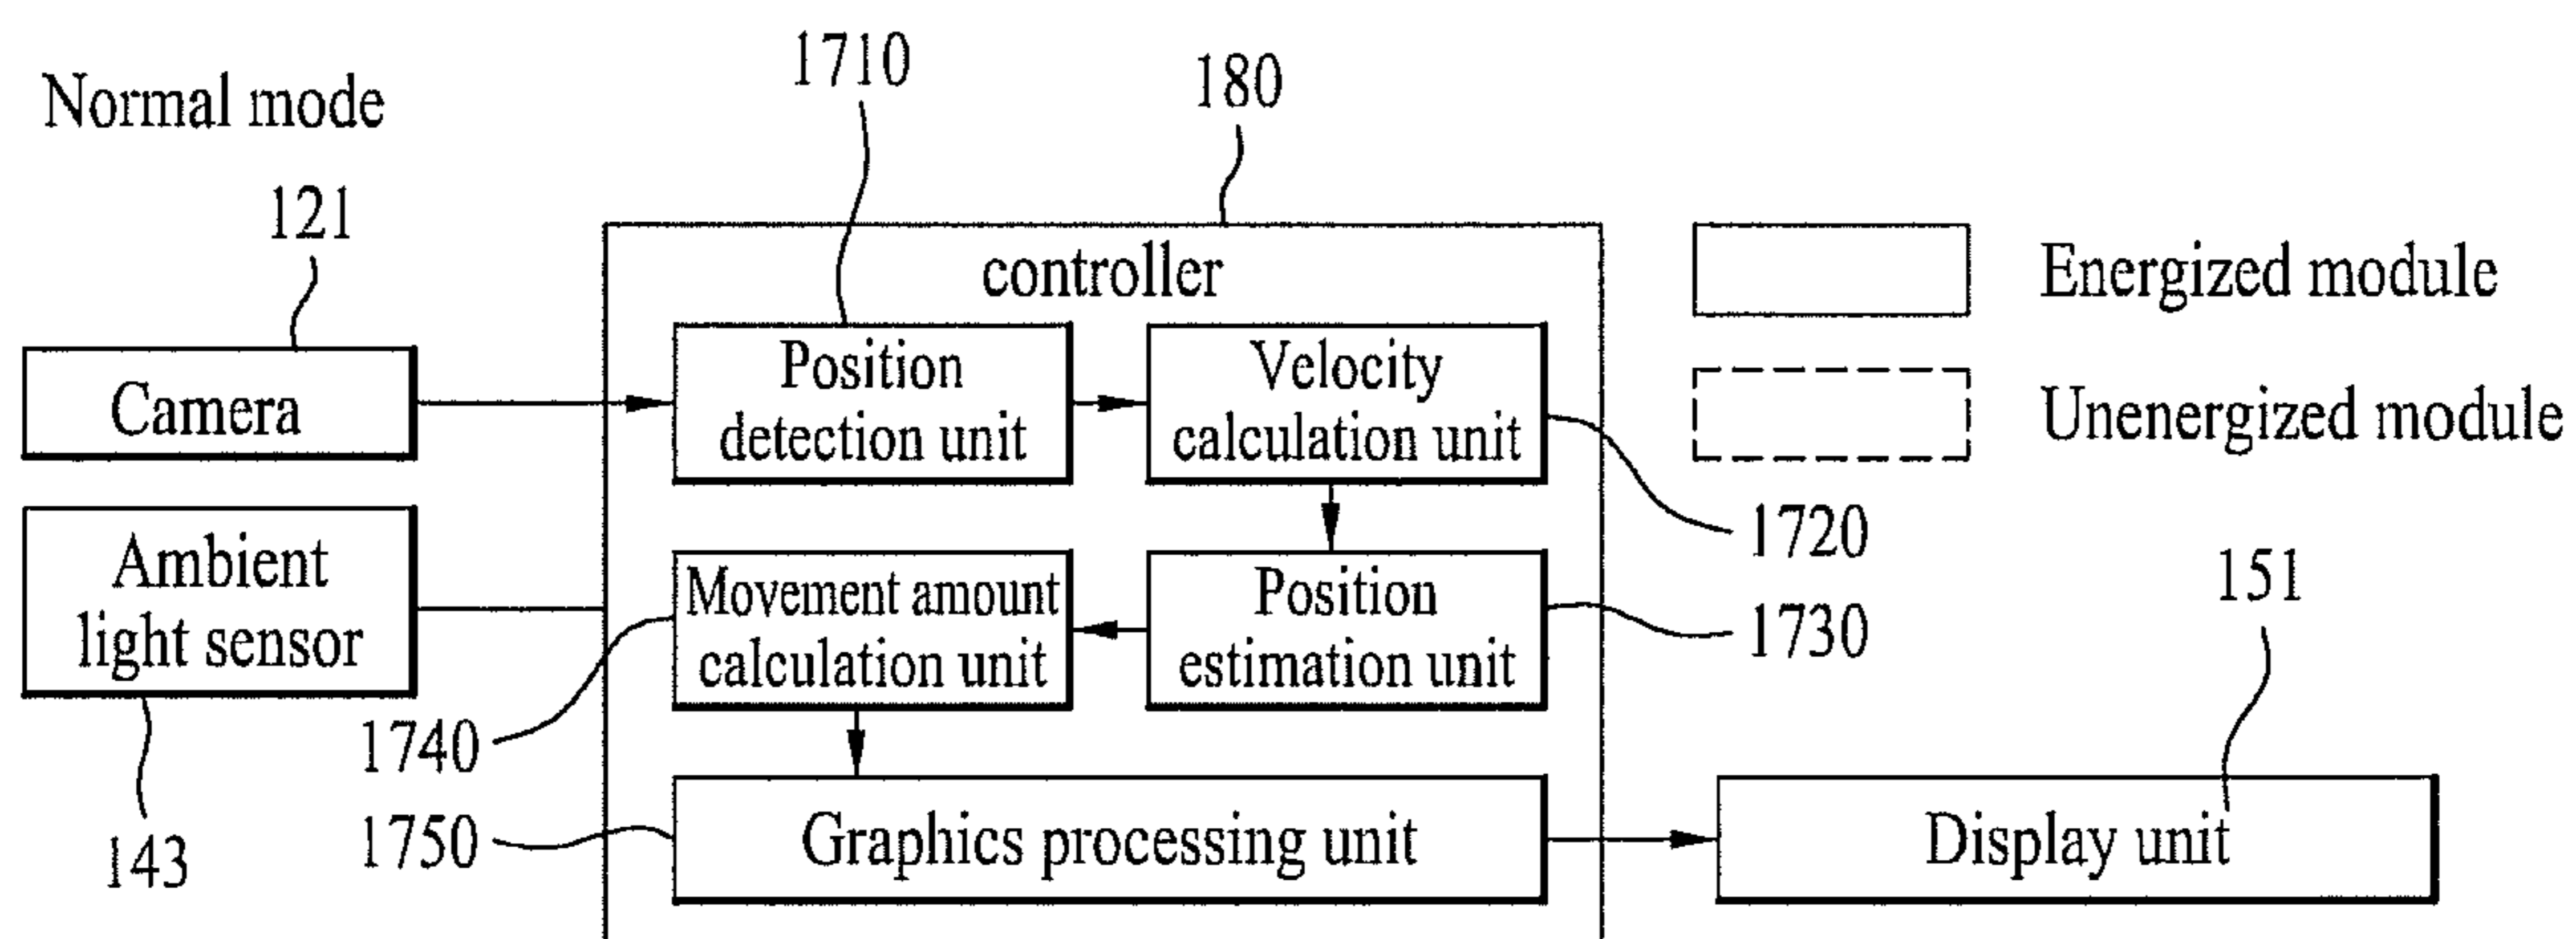 Normal mode
1710
180
121
controller
Energized module
Camera
Position
detection unit
Velocity
calculation unit
Unenergized module
1720
Ambient
light sensor
Movement amount
calculation unit
Position
estimation unit
1730
151
1740
143
1750
Graphics processing unit
Display unit